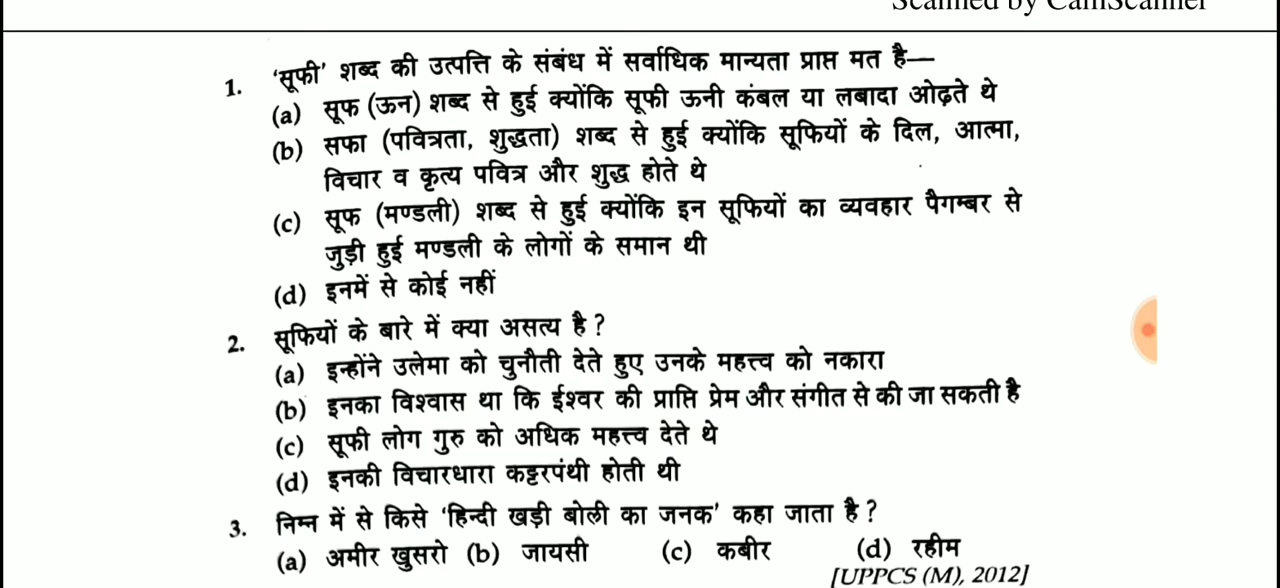 Scanned by CamScanner
1. 'सूफी' शब्द की उत्पत्ति के संबंध में सर्वाधिक मान्यता प्राप्त मत है—
(a) सूफ (ऊन) शब्द से हुई क्योंकि सूफी ऊनी कंबल या लबादा ओढ़ते थे
(b) सफा (पवित्रता, शुद्धता) शब्द से हुई क्योंकि सूफियों के दिल, आत्मा,
विचार व कृत्य पवित्र और शुद्ध होते थे
(c) सूफ (मण्डली) शब्द से हुई क्योंकि इन सूफियों का व्यवहार पैगम्बर से
जुड़ी हुई मण्डली के लोगों के समान थी
(d) इनमें से कोई नहीं
2. सूफियों के बारे में क्या असत्य है ?
(a) इन्होंने उलेमा को चुनौती देते हुए उनके महत्त्व को नकारा
(b) इनका विश्वास था कि ईश्वर की प्राप्ति प्रेम और संगीत से की जा सकती है
(c) सूफी लोग गुरु को अधिक महत्त्व देते थे
(d) इनकी विचारधारा कट्टरपंथी होती थी
3. निम्न में से किसे 'हिन्दी खड़ी बोली का जनक' कहा जाता है ?
(a) अमीर खुसरो (b) जायसी (c) कबीर (d) रहीम
[UPPCS (M), 2012]